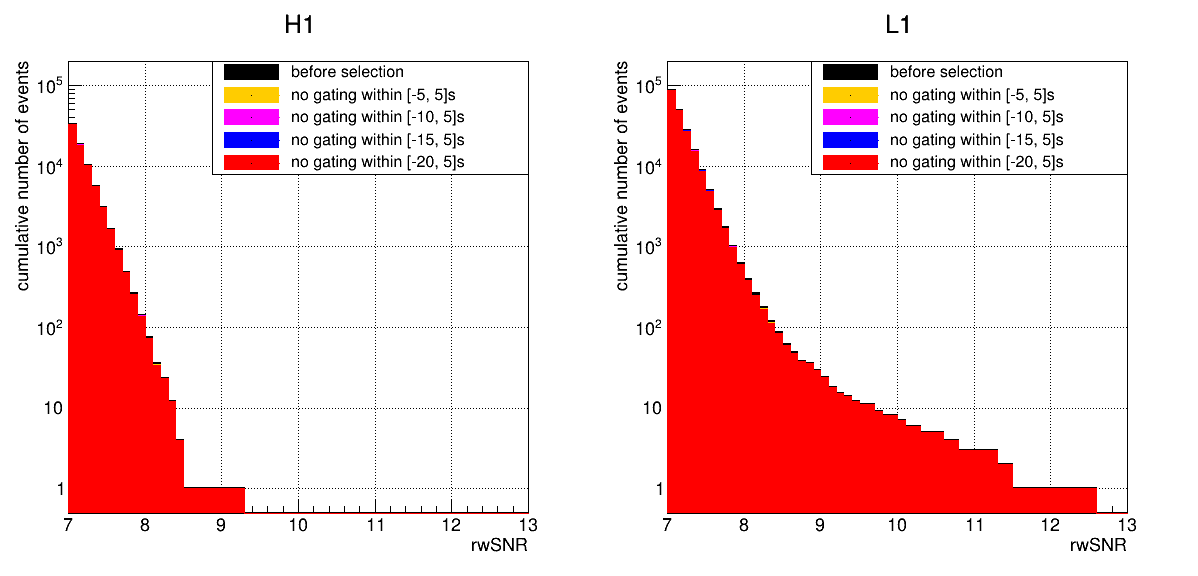 H1
cumulative number of events
10^5
10^4
10^3
10^2
10
1
before selection
no gating within [-5, 5]s
no gating within [-10, 5]s
no gating within [-15, 5]s
no gating within [-20, 5]s
7 8 9 10 11 12 13
rwSNR
L1
cumulative number of events
10^5
10^4
10^3
10^2
10
1
before selection
no gating within [-5, 5]s
no gating within [-10, 5]s
no gating within [-15, 5]s
no gating within [-20, 5]s
7 8 9 10 11 12 13
rwSNR